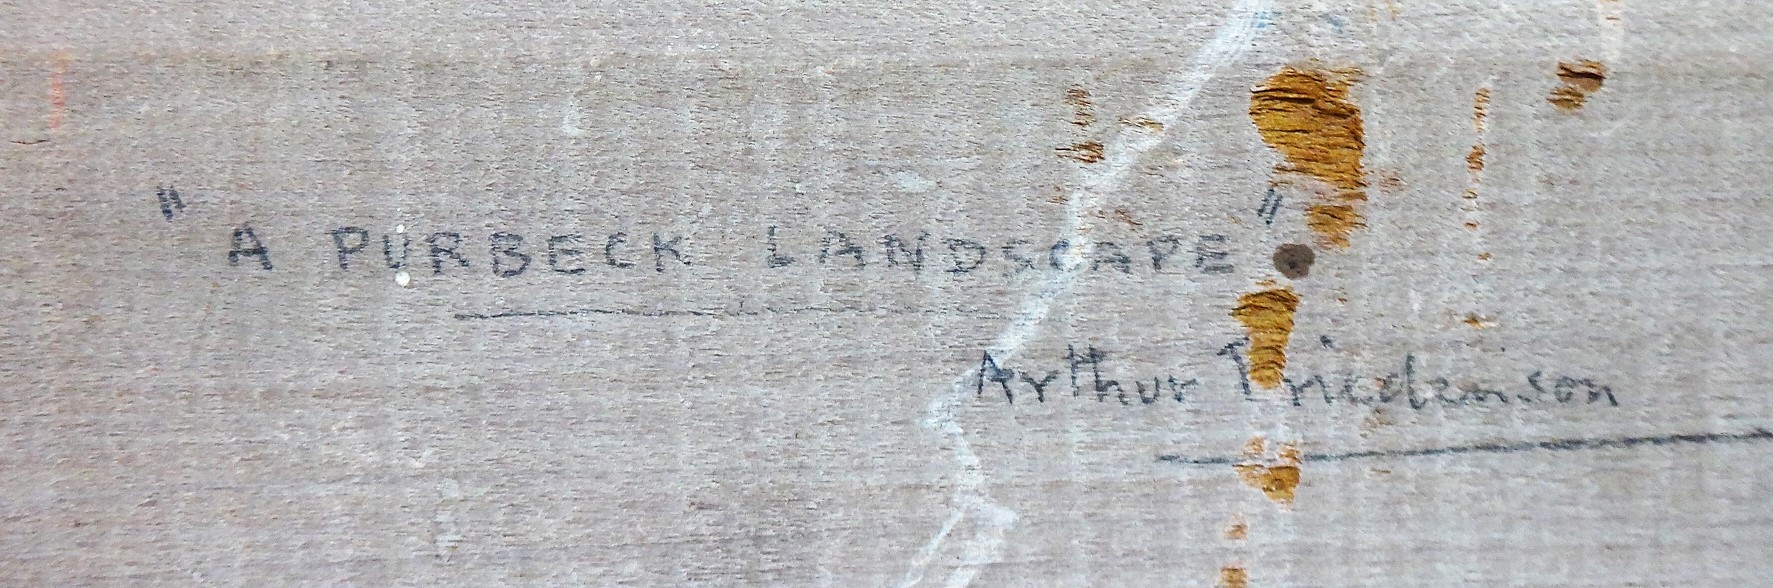 "A PURBECK LANDSCAPE"
Arthur Friedenson